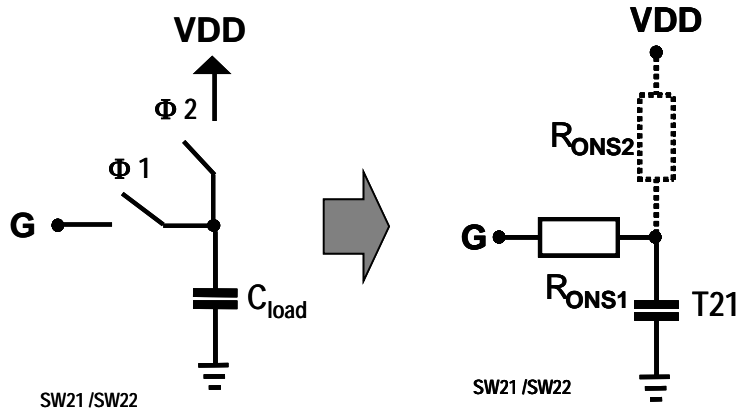 VDD
Φ 2
Φ 1
G
Cload
SW21 /SW22
VDD
RONS2
G
RONS1
T21
SW21 /SW22